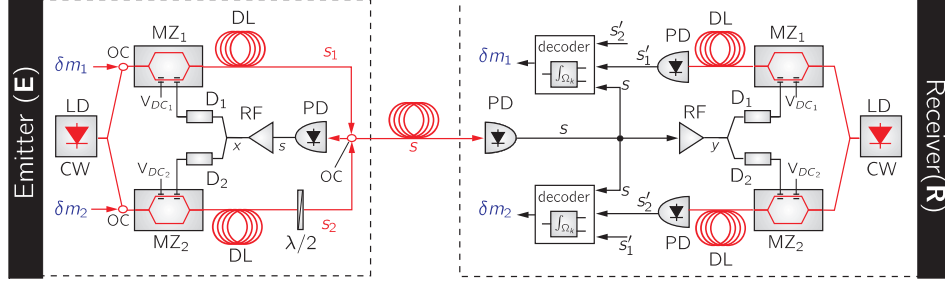 Emitter (E)
δm₁
OC
MZ₁
DL
s₁
V_DC₁
D₁
LD
CW
RF
PD
x
s
D₂
V_DC₂
δm₂
OC
MZ₂
DL
λ/2
s₂
OC
s
PD
s
δm₁
decoder
∫Ω_k
s′₂
s′₁
s
PD
DL
MZ₁
V_DC₁
D₁
RF
y
D₂
V_DC₂
LD
CW
δm₂
decoder
∫Ω_k
s
s′₂
s′₁
PD
DL
MZ₂
Receiver(R)